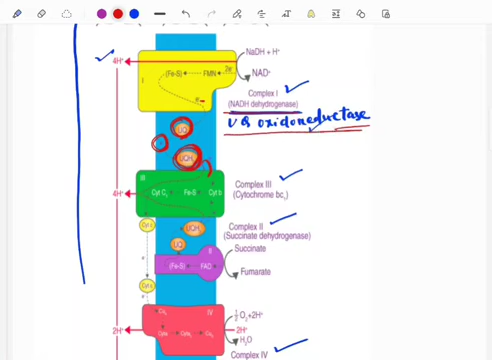 NADH + H⁺
4H⁺
I
(Fe-S)
FMN
2e⁻
NAD⁺
e⁻
Complex I
(NADH dehydrogenase)
UQ
oxidoreductase
UQH₂
III
4H⁺
Cyt C₁
Fe-S
Cyt b
Complex III
(Cytochrome bc₁)
Cyt c
UQH₂
Complex II
(Succinate dehydrogenase)
UQ
II
Succinate
e⁻
(Fe-S)
FAD
Fumarate
Cyt c
IV
½ O₂+2H⁺
2H⁺
2H⁺
H₂O
Complex IV